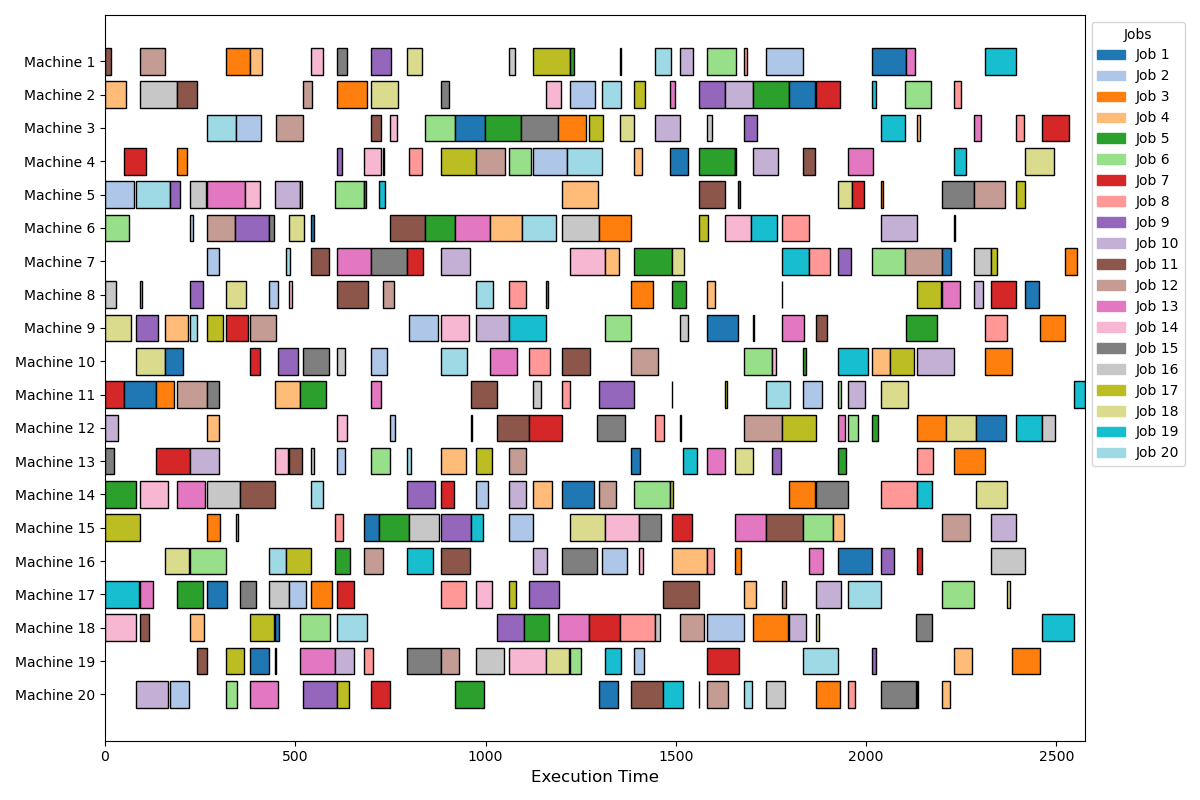 Machine 1
Machine 2
Machine 3
Machine 4
Machine 5
Machine 6
Machine 7
Machine 8
Machine 9
Machine 10
Machine 11
Machine 12
Machine 13
Machine 14
Machine 15
Machine 16
Machine 17
Machine 18
Machine 19
Machine 20
0 500 1000 1500 2000 2500
Execution Time
Jobs
Job 1
Job 2
Job 3
Job 4
Job 5
Job 6
Job 7
Job 8
Job 9
Job 10
Job 11
Job 12
Job 13
Job 14
Job 15
Job 16
Job 17
Job 18
Job 19
Job 20